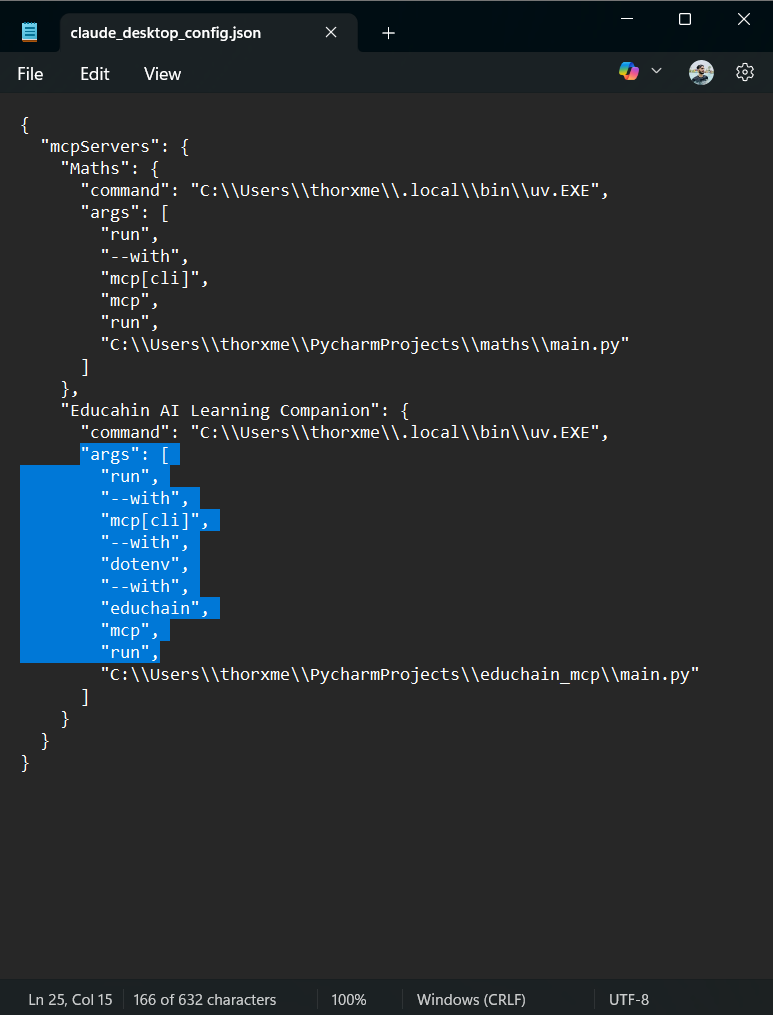 claude_desktop_config.json
File Edit View
{
  "mcpServers": {
    "Maths": {
      "command": "C:\\Users\\thorxme\\.local\\bin\\uv.EXE",
      "args": [
        "run",
        "--with",
        "mcp[cli]",
        "mcp",
        "run",
        "C:\\Users\\thorxme\\PycharmProjects\\maths\\main.py"
      ]
    },
    "Educahin AI Learning Companion": {
      "command": "C:\\Users\\thorxme\\.local\\bin\\uv.EXE",
      "args": [
        "run",
        "--with",
        "mcp[cli]",
        "--with",
        "dotenv",
        "--with",
        "educhain",
        "mcp",
        "run",
        "C:\\Users\\thorxme\\PycharmProjects\\educhain_mcp\\main.py"
      ]
    }
  }
}
Ln 25, Col 15 166 of 632 characters 100% Windows (CRLF) UTF-8